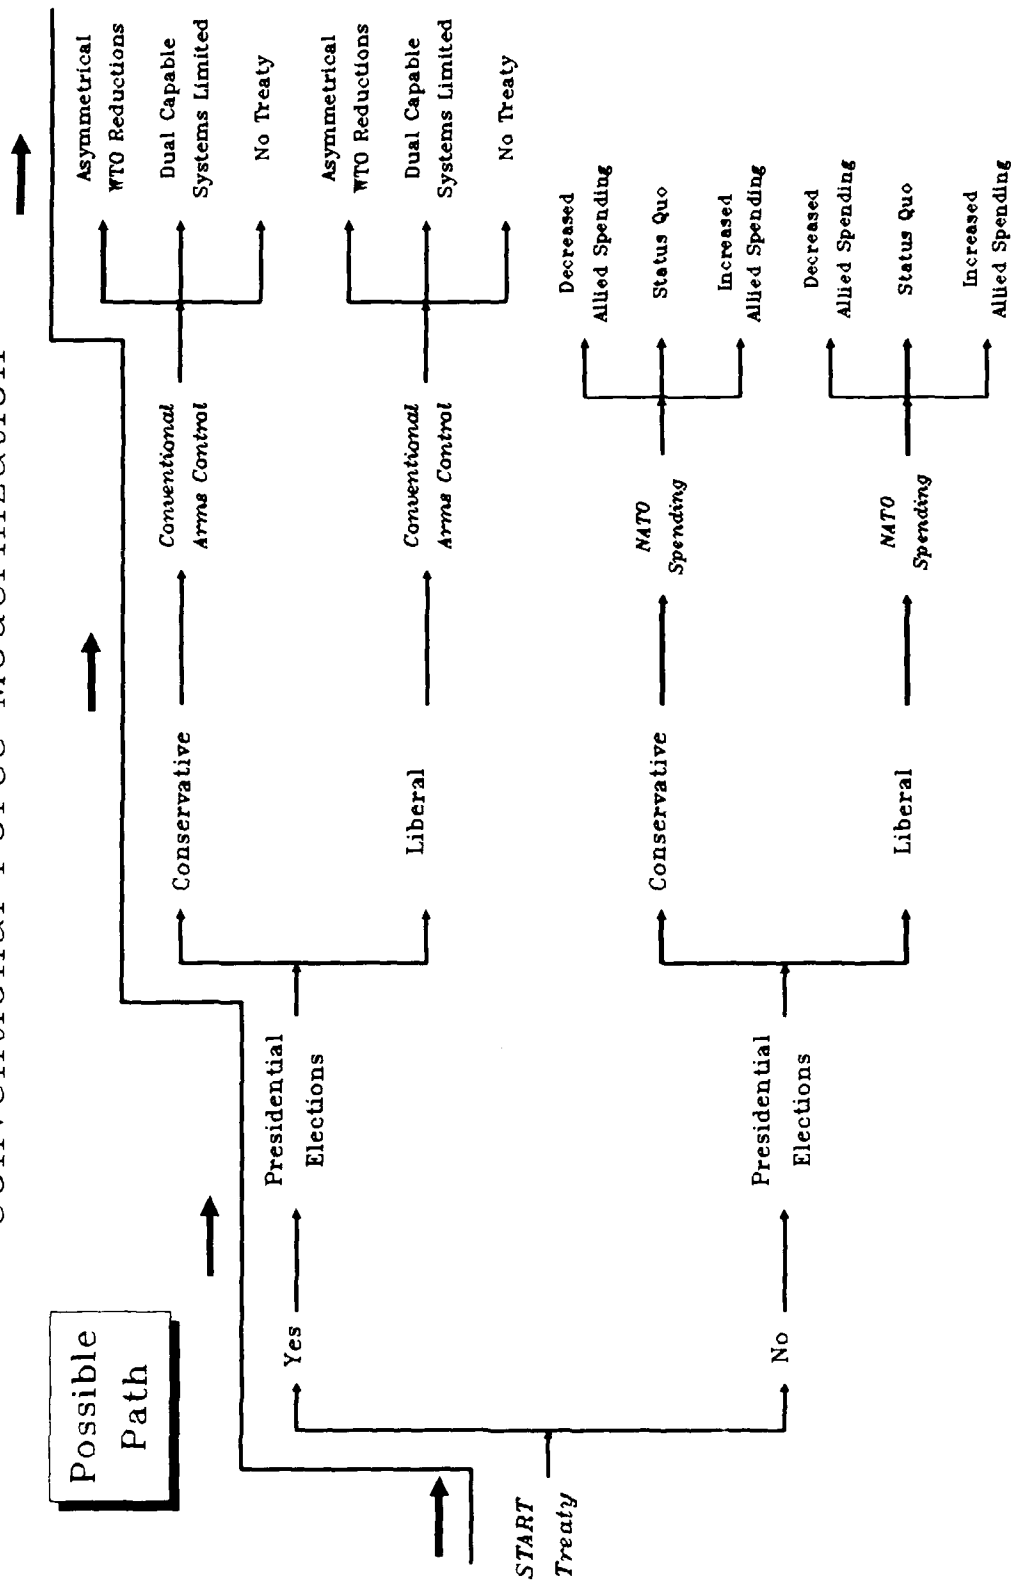 Conventional Force Modernization
Possible
Path
START
Treaty
Yes
Presidential
Elections
Conservative
Conventional
Arms Control
Asymmetrical
WTO Reductions
Dual Capable
Systems Limited
No Treaty
Liberal
Conventional
Arms Control
Asymmetrical
WTO Reductions
Dual Capable
Systems Limited
No Treaty
No
Presidential
Elections
Conservative
NATO
Spending
Decreased
Allied Spending
Status Quo
Increased
Allied Spending
Liberal
NATO
Spending
Decreased
Allied Spending
Status Quo
Increased
Allied Spending